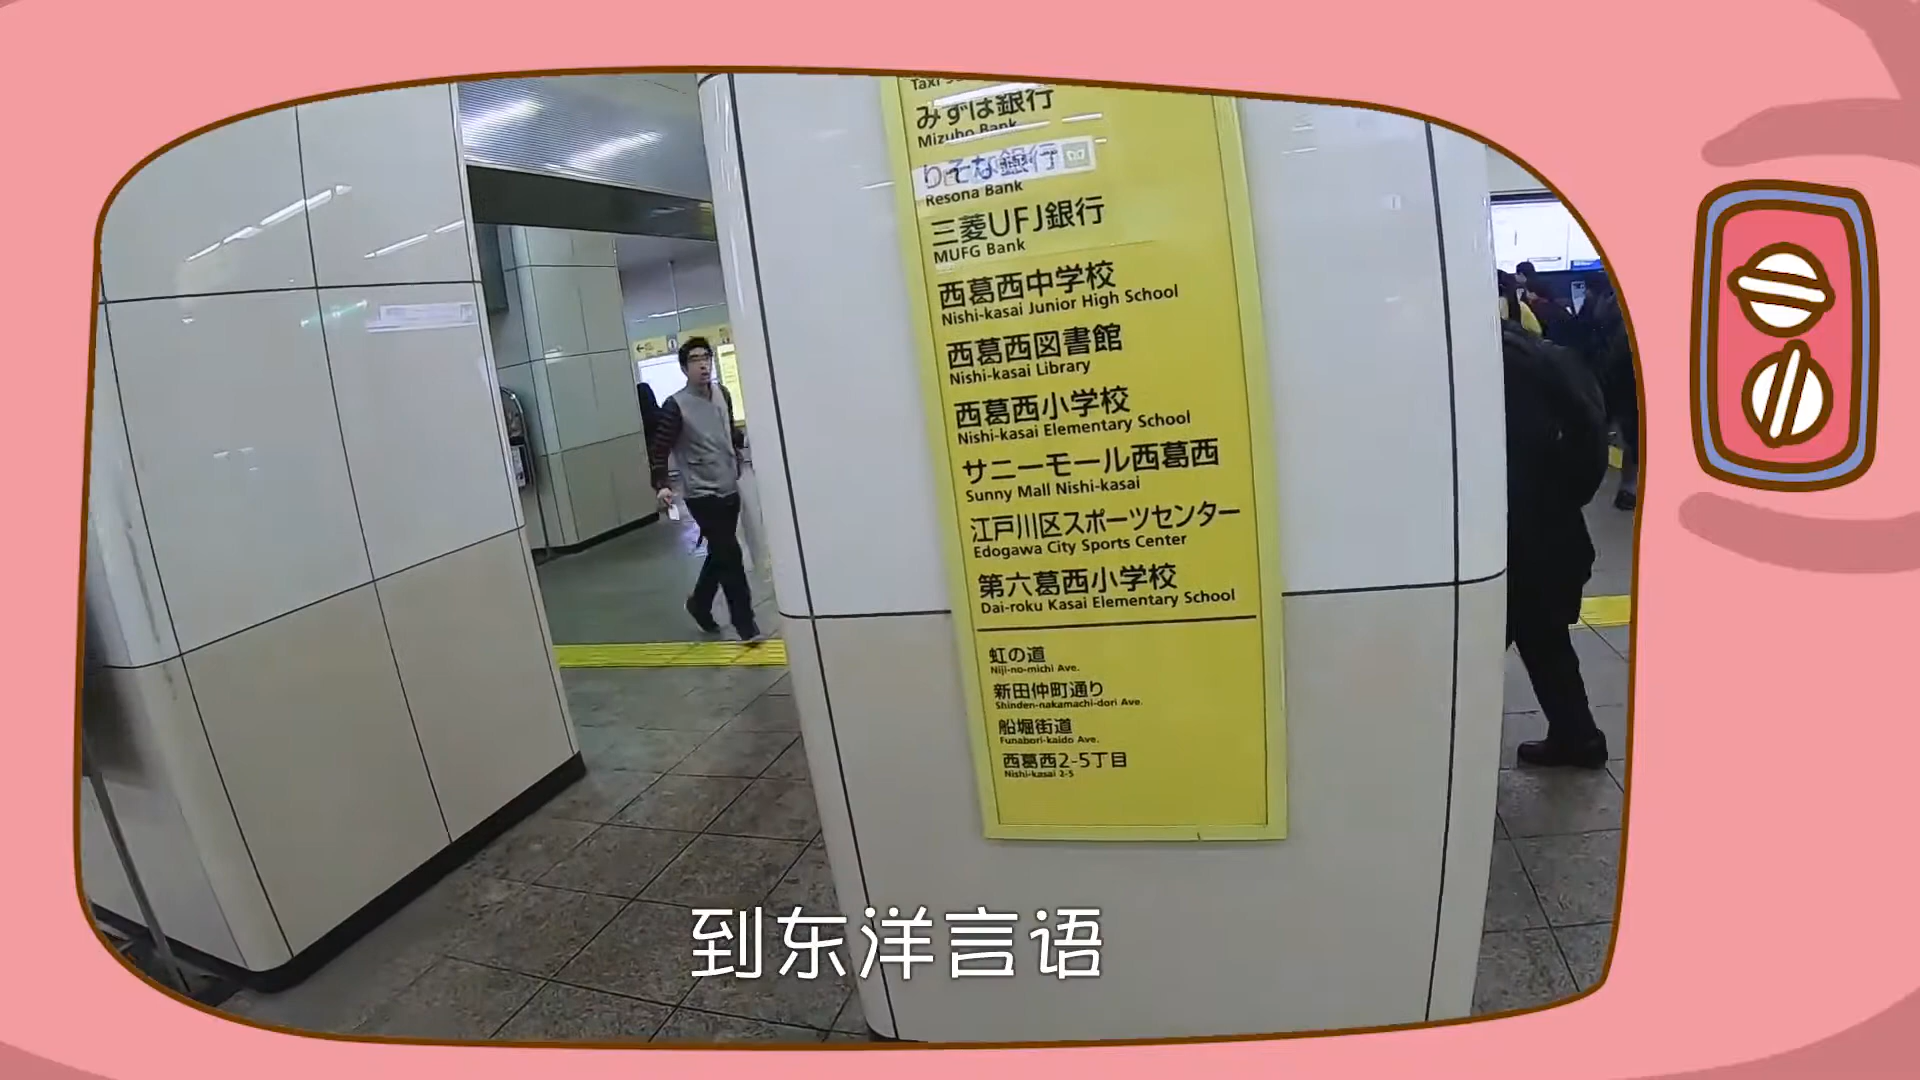 みずほ銀行
Mizuho Bank
りそな銀行
Resona Bank
三菱UFJ銀行
MUFG Bank
西葛西中学校
Nishi-kasai Junior High School
西葛西図書館
Nishi-kasai Library
西葛西小学校
Nishi-kasai Elementary School
サニーモール西葛西
Sunny Mall Nishi-kasai
江戸川区スポーツセンター
Edogawa City Sports Center
第六葛西小学校
Dai-roku Kasai Elementary School
虹の道
Niji-no-michi Ave.
新田仲町通り
Shinden-nakamachi-dori Ave.
船堀街道
Funabori-kaido Ave.
西葛西2-5丁目
Nishi-kasai 2-5
到东洋言语